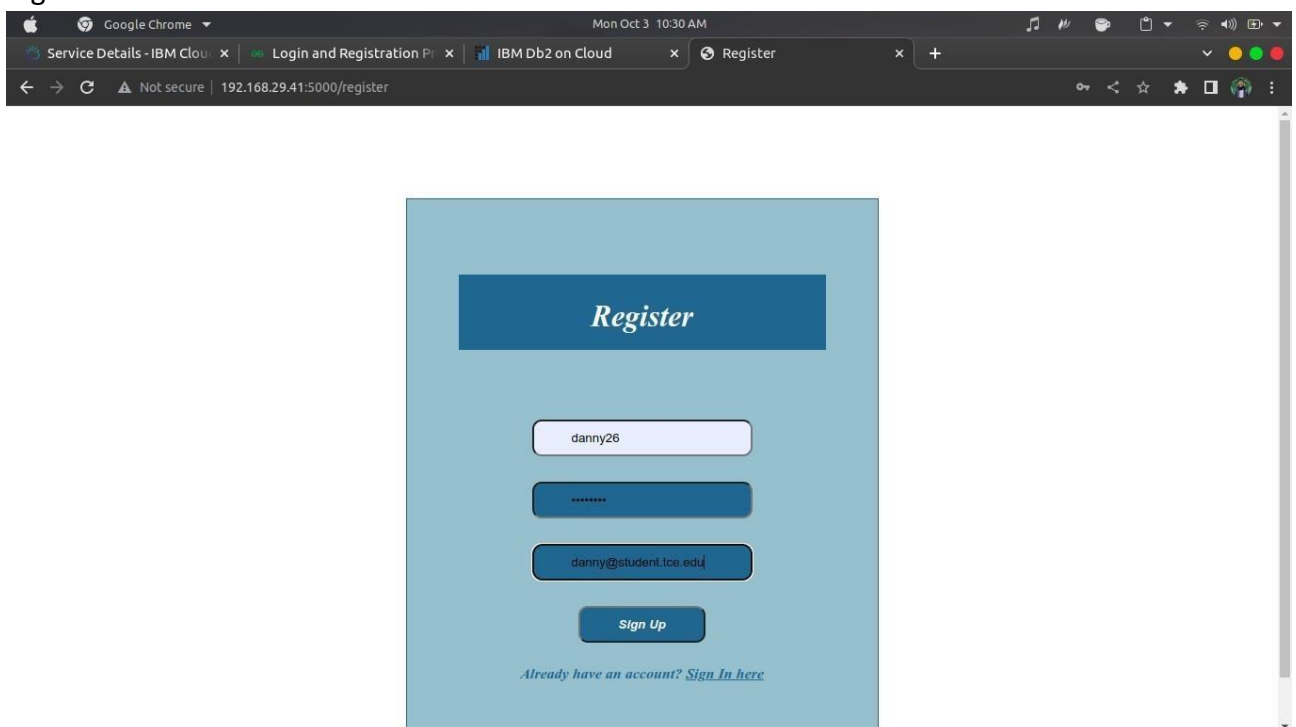 Google Chrome
Mon Oct 3 10:30 AM
Service Details - IBM Clou
Login and Registration Pr
IBM Db2 on Cloud
Register
Not secure | 192.168.29.41:5000/register
Register
danny26
••••••••
danny@student.tce.edu
Sign Up
Already have an account? Sign In here